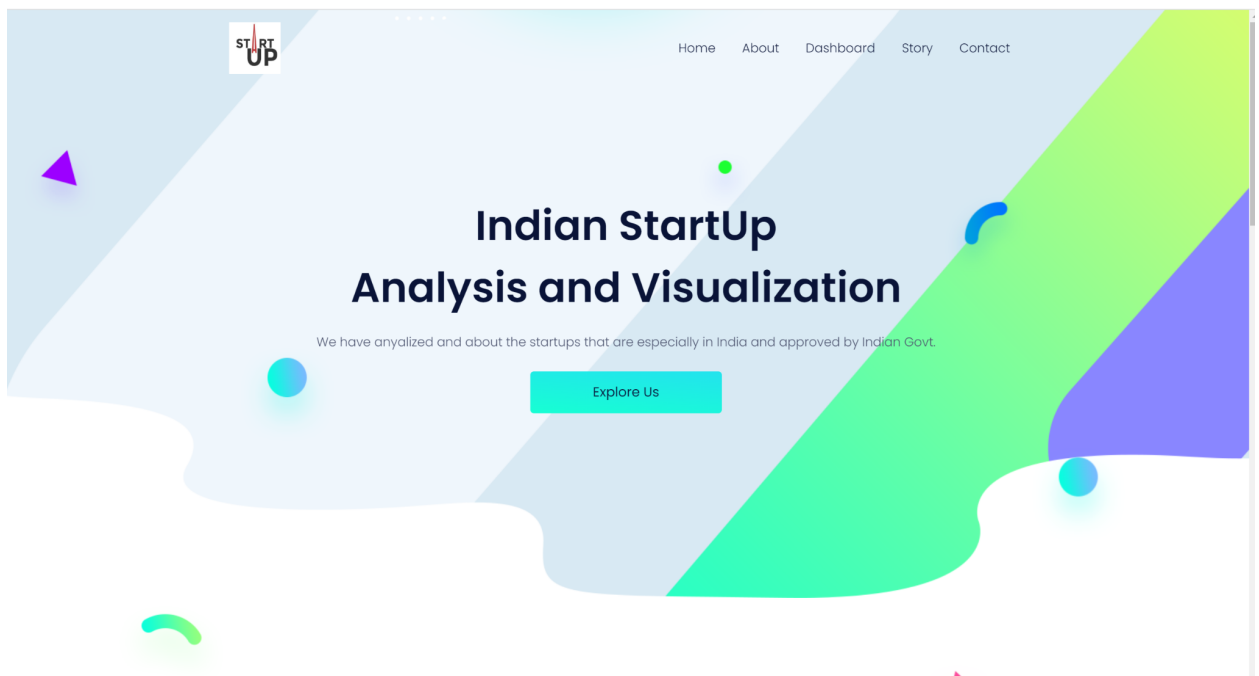 START
UP
Home About Dashboard Story Contact
Indian StartUp
Analysis and Visualization
We have anyalized and about the startups that are especially in India and approved by Indian Govt.
Explore Us